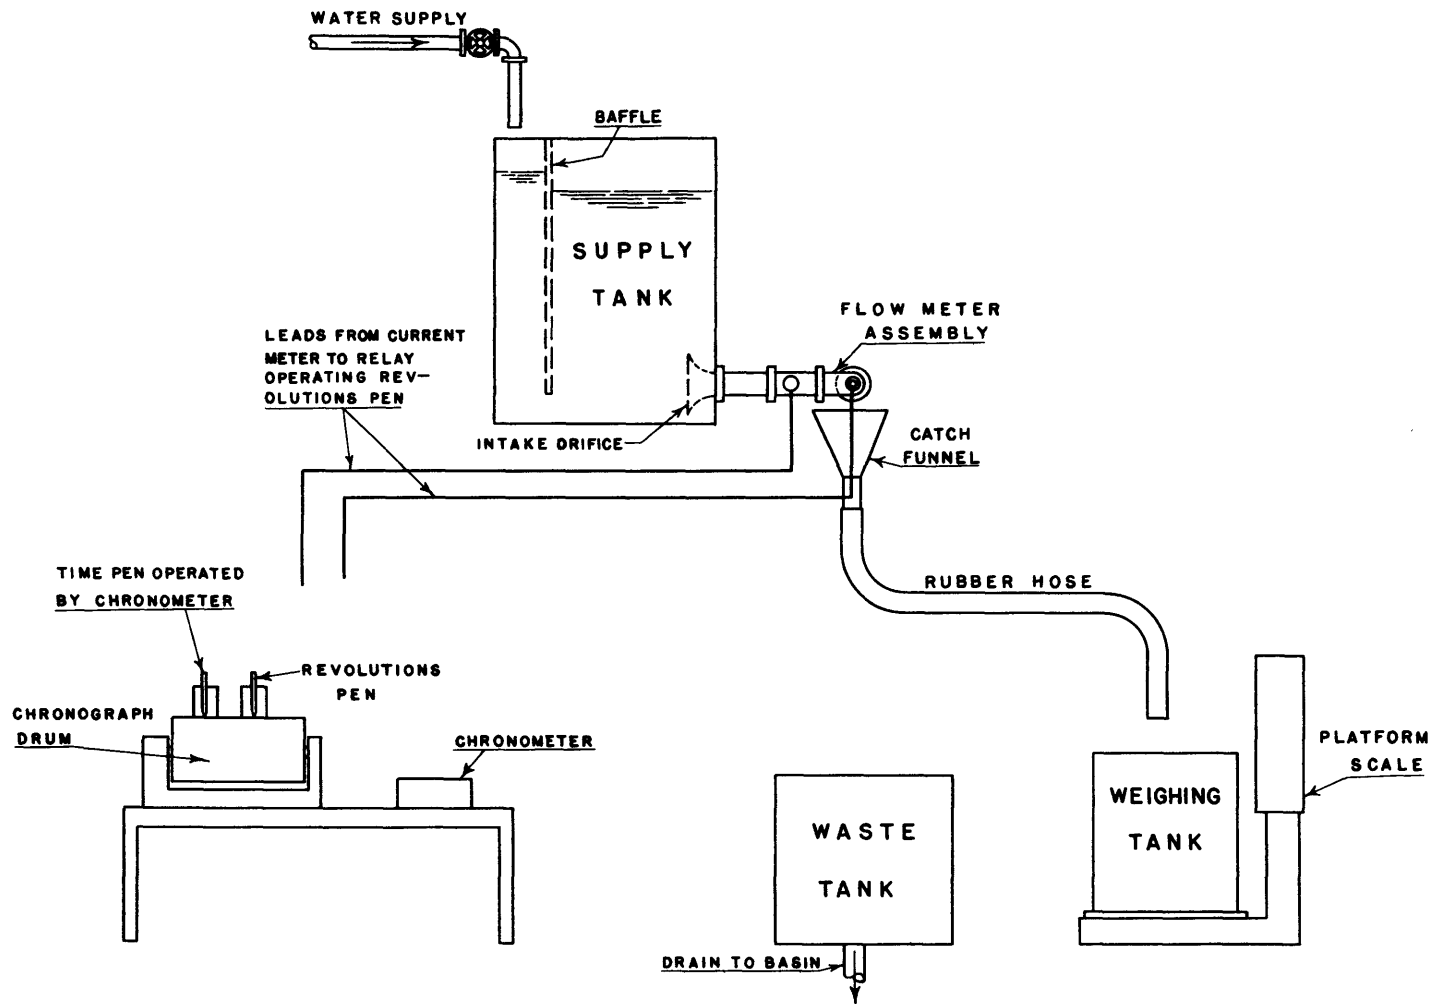 WATER SUPPLY
BAFFLE
SUPPLY
TANK
FLOW METER
ASSEMBLY
LEADS FROM CURRENT
METER TO RELAY
OPERATING REV-
OLUTIONS PEN
INTAKE ORIFICE
CATCH
FUNNEL
RUBBER HOSE
TIME PEN OPERATED
BY CHRONOMETER
REVOLUTIONS
PEN
CHRONOGRAPH
DRUM
CHRONOMETER
PLATFORM
SCALE
WEIGHING
TANK
WASTE
TANK
DRAIN TO BASIN